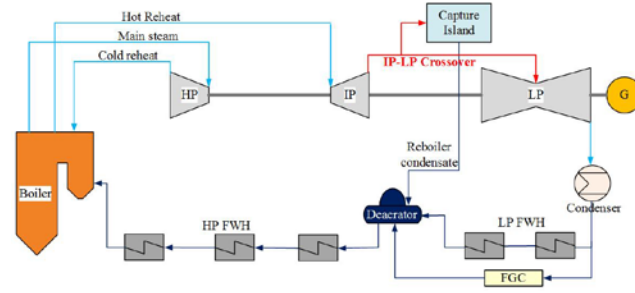 Hot Reheat
Main steam
Cold reheat
Capture
Island
IP-LP Crossover
HP
IP
LP
G
Reboiler
condensate
Boiler
Deaerator
HP FWH
LP FWH
Condenser
FGC